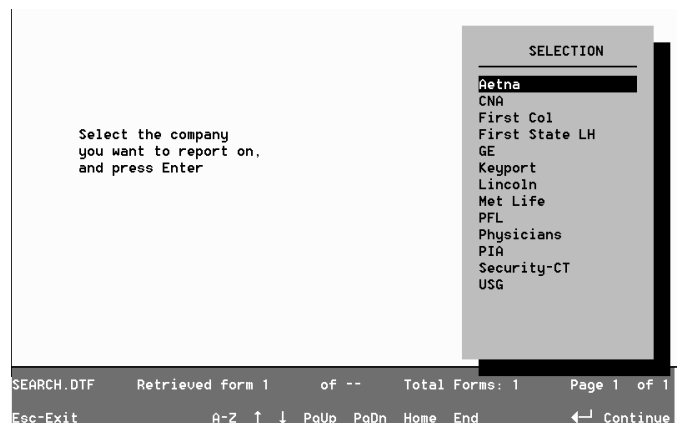 SELECTION
Aetna
CNA
First Col
First State LH
GE
Keyport
Lincoln
Met Life
PFL
Physicians
PIA
Security-CT
USG
Select the company
you want to report on,
and press Enter
SEARCH.DTF Retrieved form 1 of -- Total Forms: 1 Page 1 of 1
Esc-Exit A-Z ↑ ↓ PgUp PgDn Home End ↵ Continue